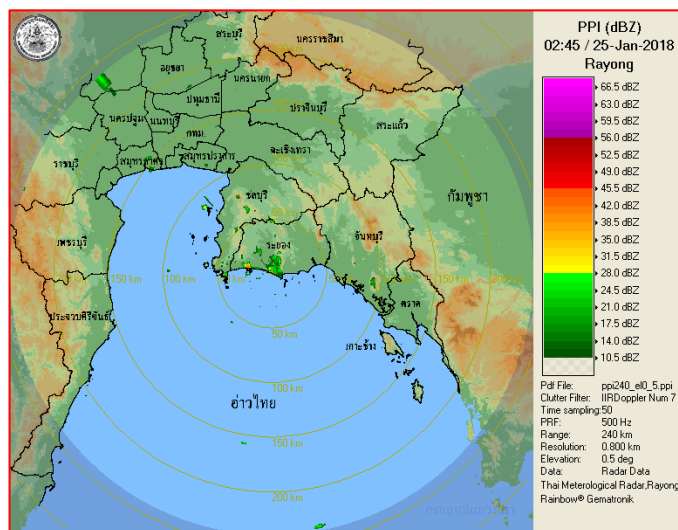 PPI (dBZ)
02:45 / 25-Jan-2018
Rayong
66.5 dBZ
63.0 dBZ
59.5 dBZ
56.0 dBZ
52.5 dBZ
49.0 dBZ
45.5 dBZ
42.0 dBZ
38.5 dBZ
35.0 dBZ
31.5 dBZ
28.0 dBZ
24.5 dBZ
21.0 dBZ
17.5 dBZ
14.0 dBZ
10.5 dBZ
Pdf File: ppi240_el0_5.ppi
Clutter Filter: IIRDoppler Num 7
Time sampling:50
PRF: 500 Hz
Range: 240 km
Resolution: 0.800 km
Elevation: 0.5 deg
Data: Radar Data
Thai Meterological Radar,Rayong
Rainbow® Gematronik
สระบุรี
นครราชสีมา
อยุธยา
นครนายก
ปทุมธานี
ปราจีนบุรี
นครปฐม
นนทบุรี
สระแก้ว
กทม.
ฉะเชิงเทรา
ราชบุรี
สมุทรสาคร
สมุทรปราการ
ชลบุรี
กัมพูชา
เพชรบุรี
ระยอง
จันทบุรี
150 km
100 km
200 km
ตราด
ประจวบคีรีขันธ์
50 km
เกาะช้าง
100 km
อ่าวไทย
150 km
200 km
กรมอุตุนิยมวิทยา